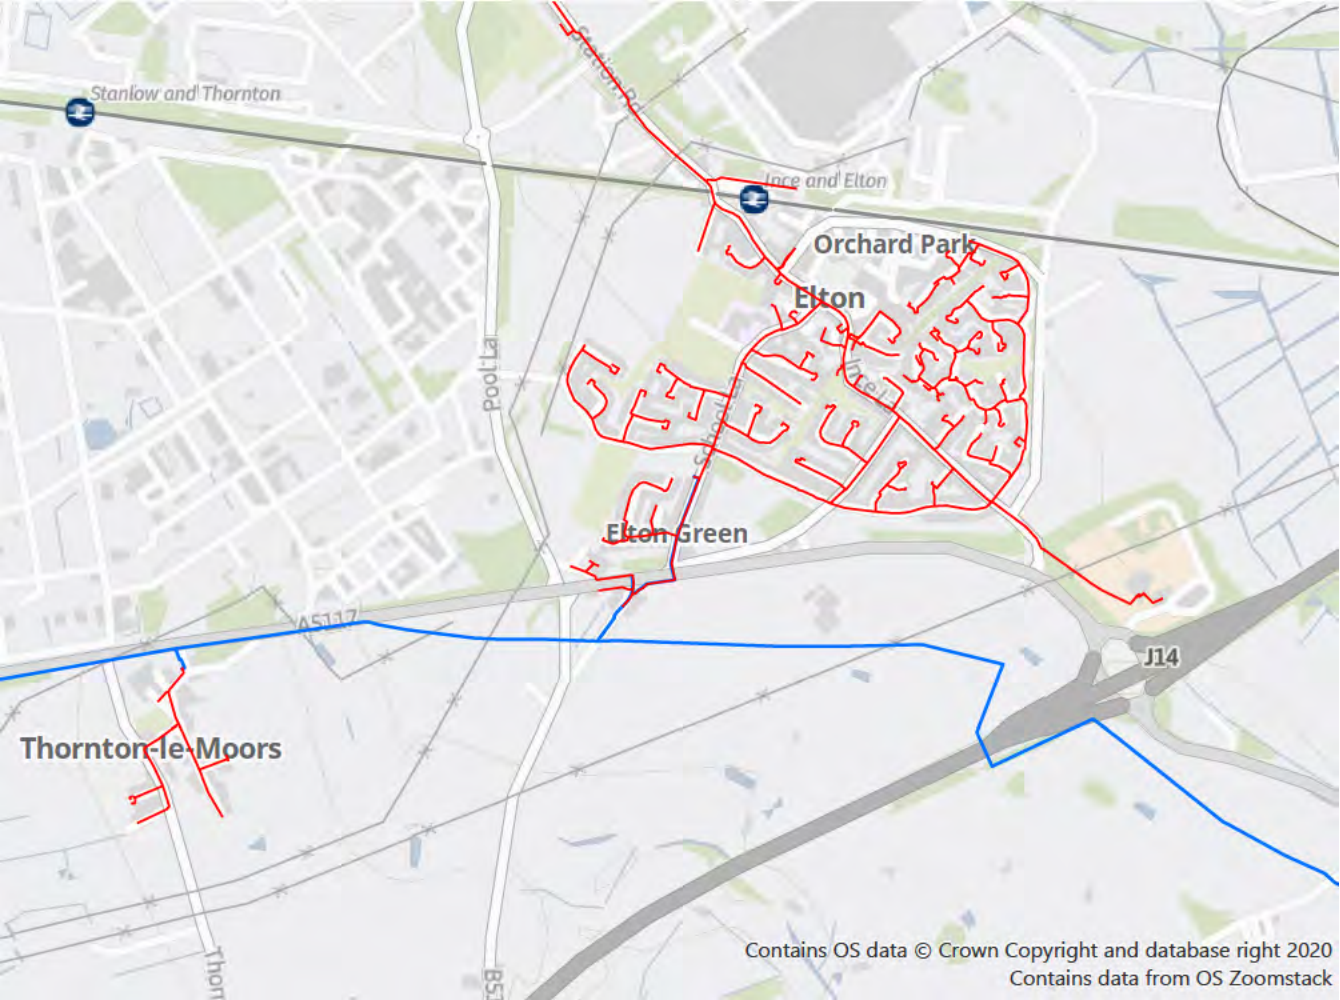 Station Rd
Stanlow and Thornton
Ince and Elton
Orchard Park
Elton
Pool La
Ince La
School La
Elton Green
A5117
J14
Thornton-le-Moors
Thor
B5
Contains OS data © Crown Copyright and database right 2020
Contains data from OS Zoomstack